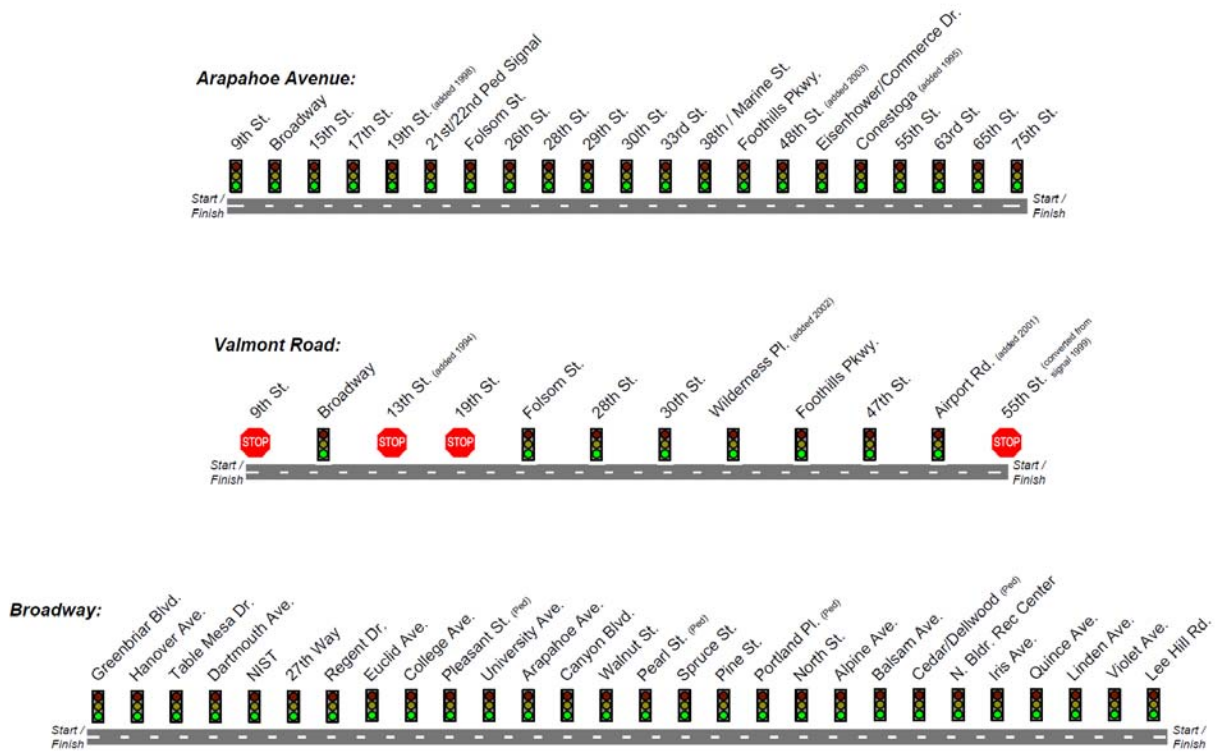 Arapahoe Avenue:
9th St.
Broadway
15th St.
17th St.
19th St. (added 1998)
21st/22nd Ped Signal
Folsom St.
26th St.
28th St.
29th St.
30th St.
33rd St.
38th / Marine St.
Foothills Pkwy.
48th St. (added 2003)
Eisenhower/Commerce Dr.
Conestoga (added 1995)
55th St.
63rd St.
65th St.
75th St.
Start /
Finish
Start /
Finish
Valmont Road:
9th St.
Broadway
13th St. (added 1994)
19th St.
Folsom St.
28th St.
30th St.
Wilderness Pl. (added 2002)
Foothills Pkwy.
47th St.
Airport Rd. (added 2001)
55th St. (converted from
signal 1999)
STOP
STOP
STOP
STOP
Start /
Finish
Start /
Finish
Broadway:
Greenbriar Blvd.
Hanover Ave.
Table Mesa Dr.
Dartmouth Ave.
NIST
27th Way
Regent Dr.
Euclid Ave.
College Ave.
Pleasant St. (Ped)
University Ave.
Arapahoe Ave.
Canyon Blvd.
Walnut St.
Pearl St. (Ped)
Spruce St.
Pine St.
Portland Pl. (Ped)
North St.
Alpine Ave.
Balsam Ave.
Cedar/Dellwood (Ped)
N. Bldr. Rec Center
Iris Ave.
Quince Ave.
Linden Ave.
Violet Ave.
Lee Hill Rd.
Start /
Finish
Start /
Finish